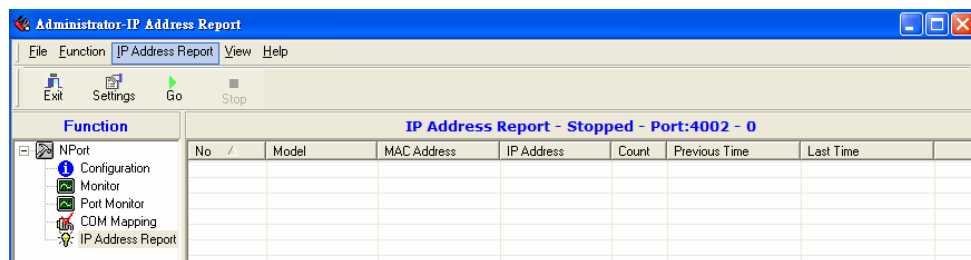 Administrator-IP Address Report
File Function IP Address Report View Help
Exit Settings Go Stop
Function
IP Address Report - Stopped - Port:4002 - 0
No Model MAC Address IP Address Count Previous Time Last Time
NPort
Configuration
Monitor
Port Monitor
COM Mapping
IP Address Report